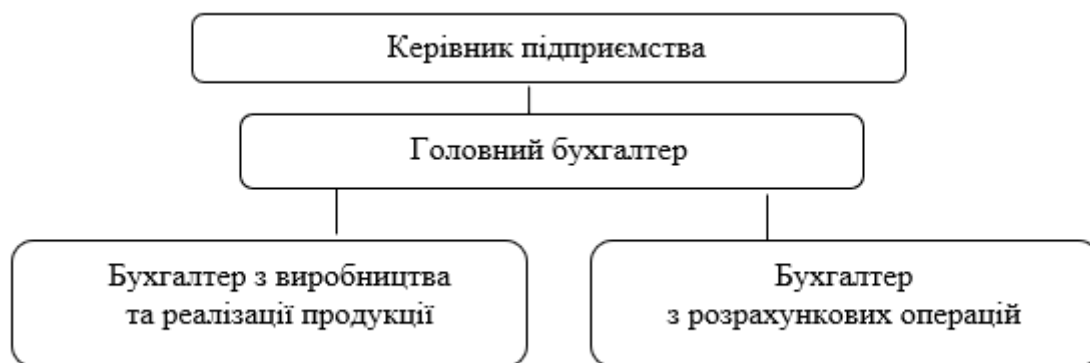 Керівник підприємства
Головний бухгалтер
Бухгалтер з виробництва
та реалізації продукції
Бухгалтер
з розрахункових операцій